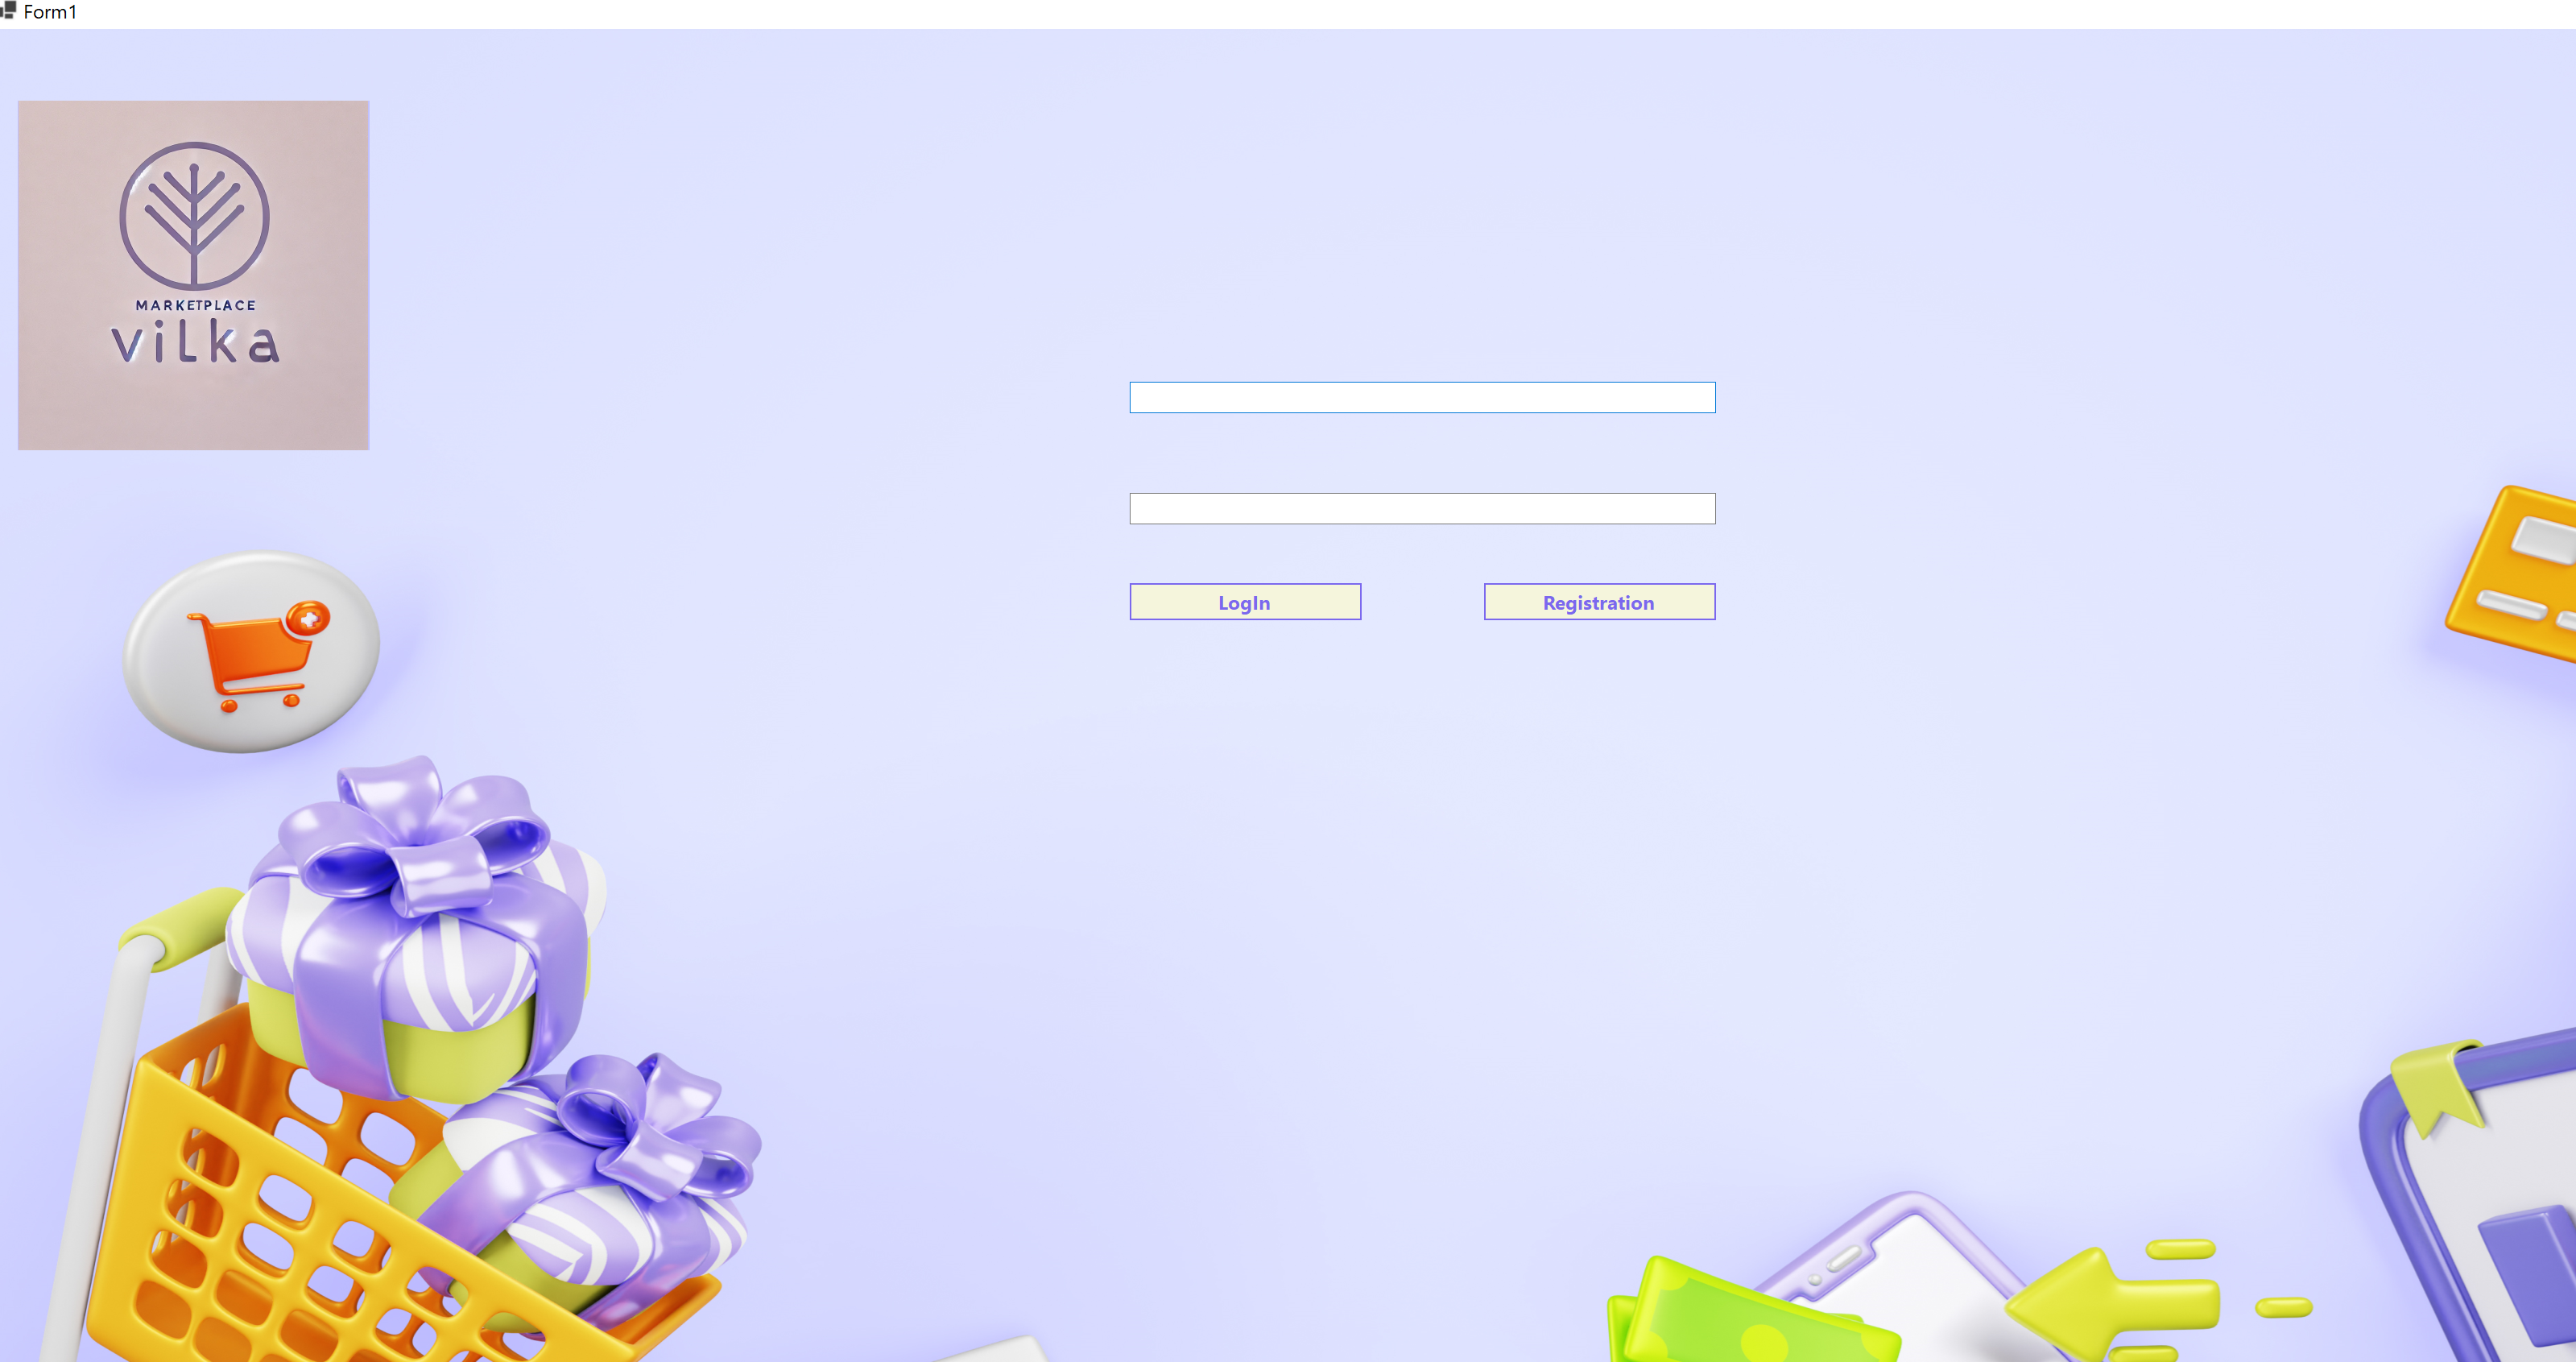 Form1
MARKETPLACE
vilka
LogIn
Registration